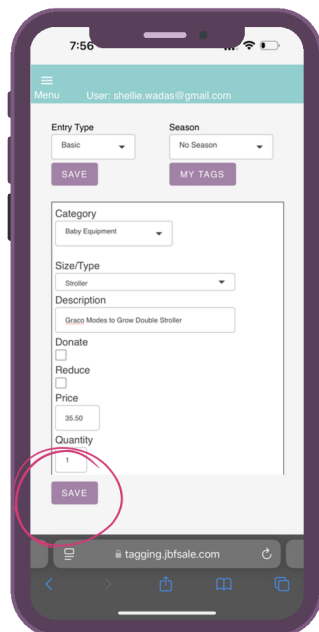 7:56
Menu User: shellie.wadas@gmail.com
Entry Type Season
Basic No Season
SAVE MY TAGS
Category
Baby Equipment
Size/Type
Stroller
Description
Graco Modes to Grow Double Stroller
Donate
Reduce
Price
35.50
Quantity
1
SAVE
tagging.jbfsale.com